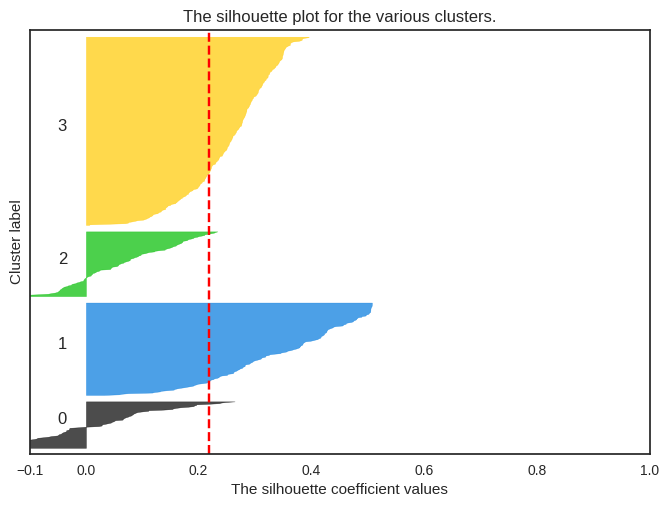 The silhouette plot for the various clusters.
3
2
1
0
Cluster label
−0.1 0.0 0.2 0.4 0.6 0.8 1.0
The silhouette coefficient values